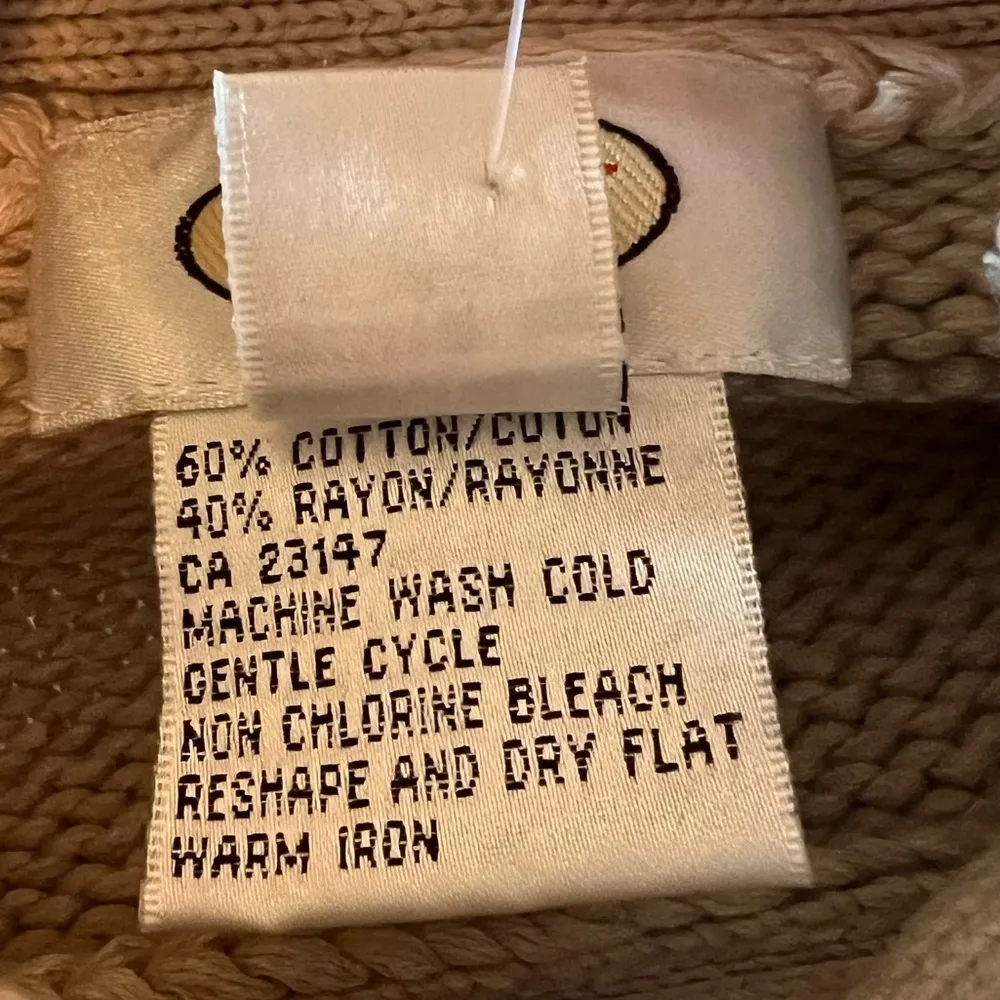 60% COTTON/COTON
40% RAYON/RAYONNE
CA 23147
MACHINE WASH COLD
GENTLE CYCLE
NON CHLORINE BLEACH
RESHAPE AND DRY FLAT
WARM IRON